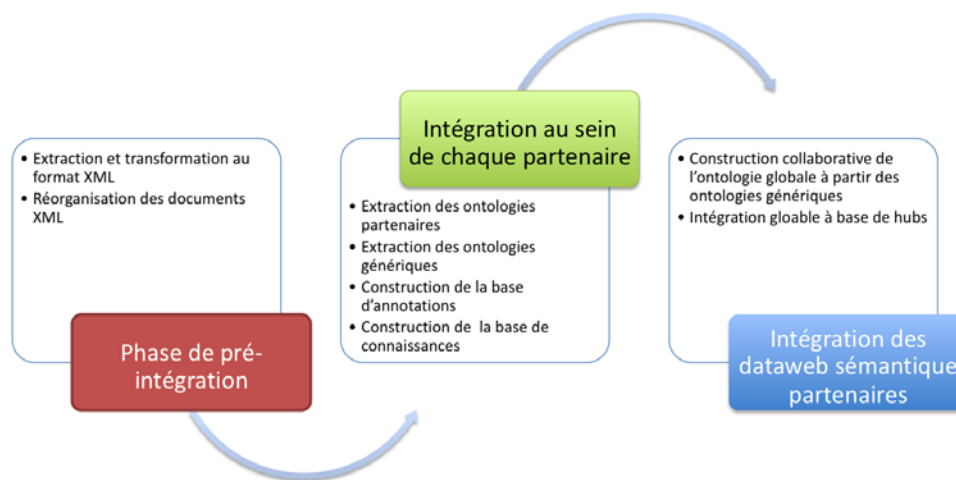 • Extraction et transformation au
format XML
• Réorganisation des documents
XML
Phase de pré-
intégration
Intégration au sein
de chaque partenaire
• Extraction des ontologies
partenaires
• Extraction des ontologies
génériques
• Construction de la base
d'annotations
• Construction de la base de
connaissances
• Construction collaborative de
l'ontologie globale à partir des
ontologies génériques
• Intégration gloable à base de hubs
Intégration des
dataweb sémantique
partenaires